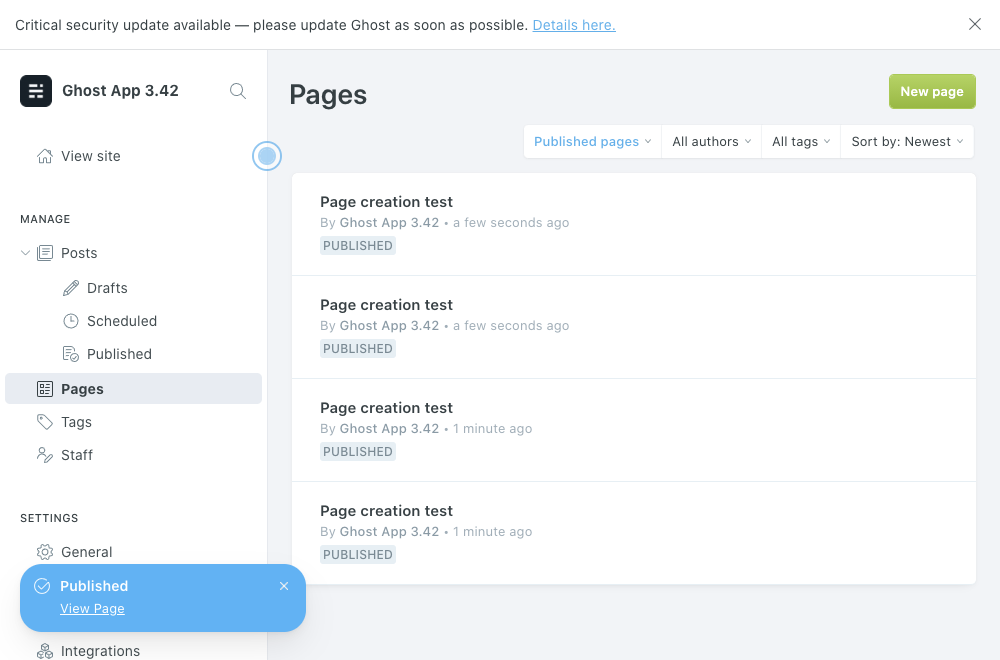 Critical security update available — please update Ghost as soon as possible. Details here.
Ghost App 3.42
View site
MANAGE
Posts
Drafts
Scheduled
Published
Pages
Tags
Staff
SETTINGS
General
Published
View Page
Integrations
Pages
New page
Published pages All authors All tags Sort by: Newest
Page creation test
By Ghost App 3.42 • a few seconds ago
PUBLISHED
Page creation test
By Ghost App 3.42 • a few seconds ago
PUBLISHED
Page creation test
By Ghost App 3.42 • 1 minute ago
PUBLISHED
Page creation test
By Ghost App 3.42 • 1 minute ago
PUBLISHED